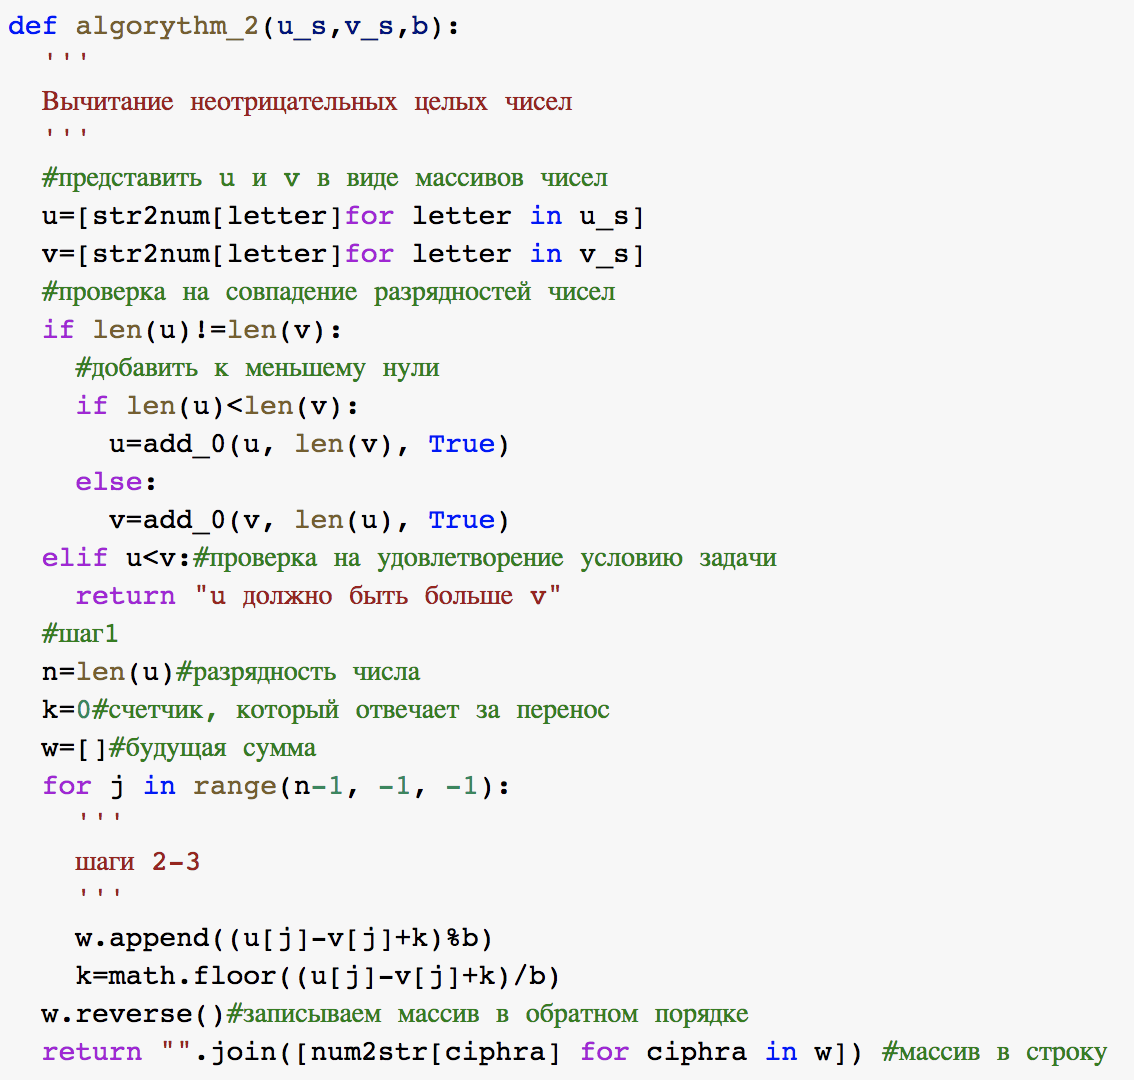 def algorythm_2(u_s,v_s,b):
  '''
  Вычитание неотрицательных целых чисел
  '''
  #представить u и v в виде массивов чисел
  u=[str2num[letter]for letter in u_s]
  v=[str2num[letter]for letter in v_s]
  #проверка на совпадение разрядностей чисел
  if len(u)!=len(v):
    #добавить к меньшему нули
    if len(u)<len(v):
      u=add_0(u, len(v), True)
    else:
      v=add_0(v, len(u), True)
  elif u<v:#проверка на удовлетворение условию задачи
    return "u должно быть больше v"
  #шаг1
  n=len(u)#разрядность числа
  k=0#счетчик, который отвечает за перенос
  w=[]#будущая сумма
  for j in range(n-1, -1, -1):
    '''
    шаги 2-3
    '''
    w.append((u[j]-v[j]+k)%b)
    k=math.floor((u[j]-v[j]+k)/b)
  w.reverse()#записываем массив в обратном порядке
  return "".join([num2str[ciphra] for ciphra in w]) #массив в строку